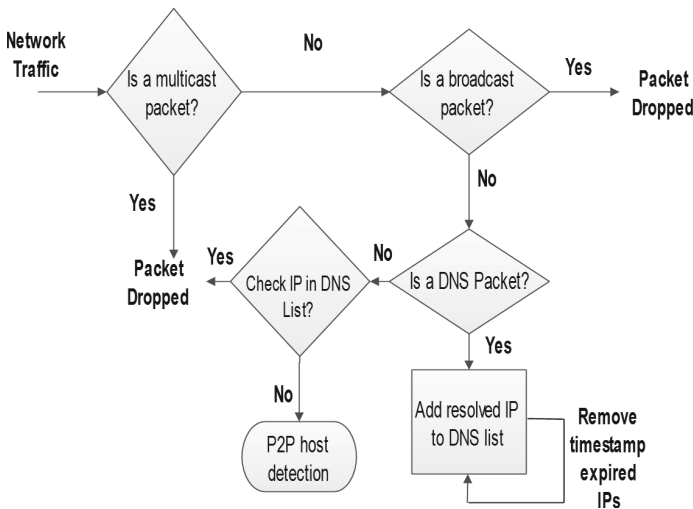 Network
Traffic
Is a multicast
packet?
No
Is a broadcast
packet?
Yes
Packet
Dropped
Yes
No
Packet
Dropped
Yes
Check IP in DNS
List?
No
Is a DNS Packet?
Yes
No
P2P host
detection
Add resolved IP
to DNS list
Remove
timestamp
expired
IPs